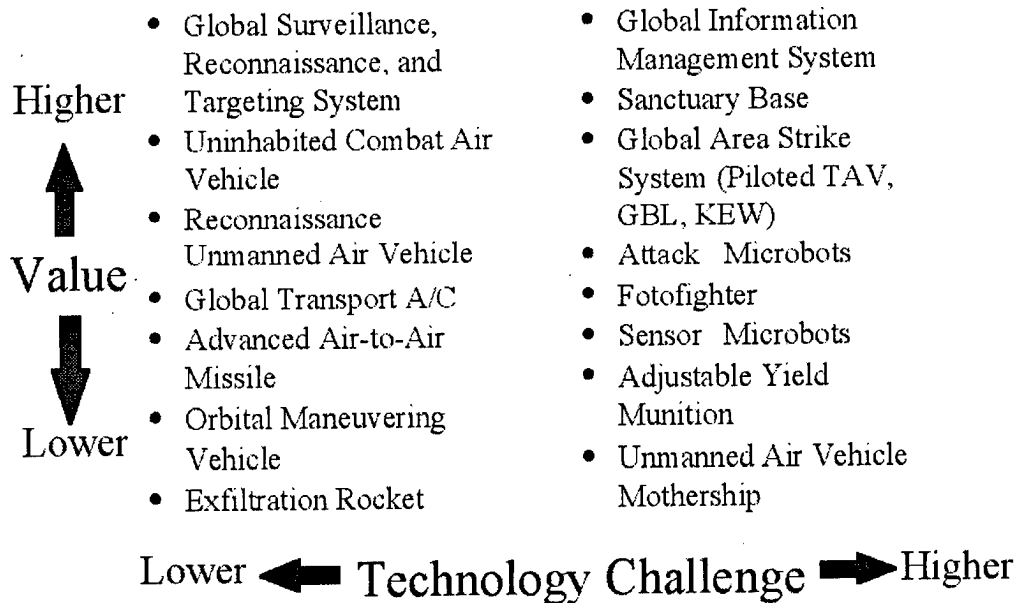 Higher
Value
Lower
• Global Surveillance,
Reconnaissance, and
Targeting System
• Uninhabited Combat Air
Vehicle
• Reconnaissance
Unmanned Air Vehicle
• Global Transport A/C
• Advanced Air-to-Air
Missile
• Orbital Maneuvering
Vehicle
• Exfiltration Rocket
• Global Information
Management System
• Sanctuary Base
• Global Area Strike
System (Piloted TAV,
GBL, KEW)
• Attack Microbots
• Fotofighter
• Sensor Microbots
• Adjustable Yield
Munition
• Unmanned Air Vehicle
Mothership
Lower Technology Challenge Higher